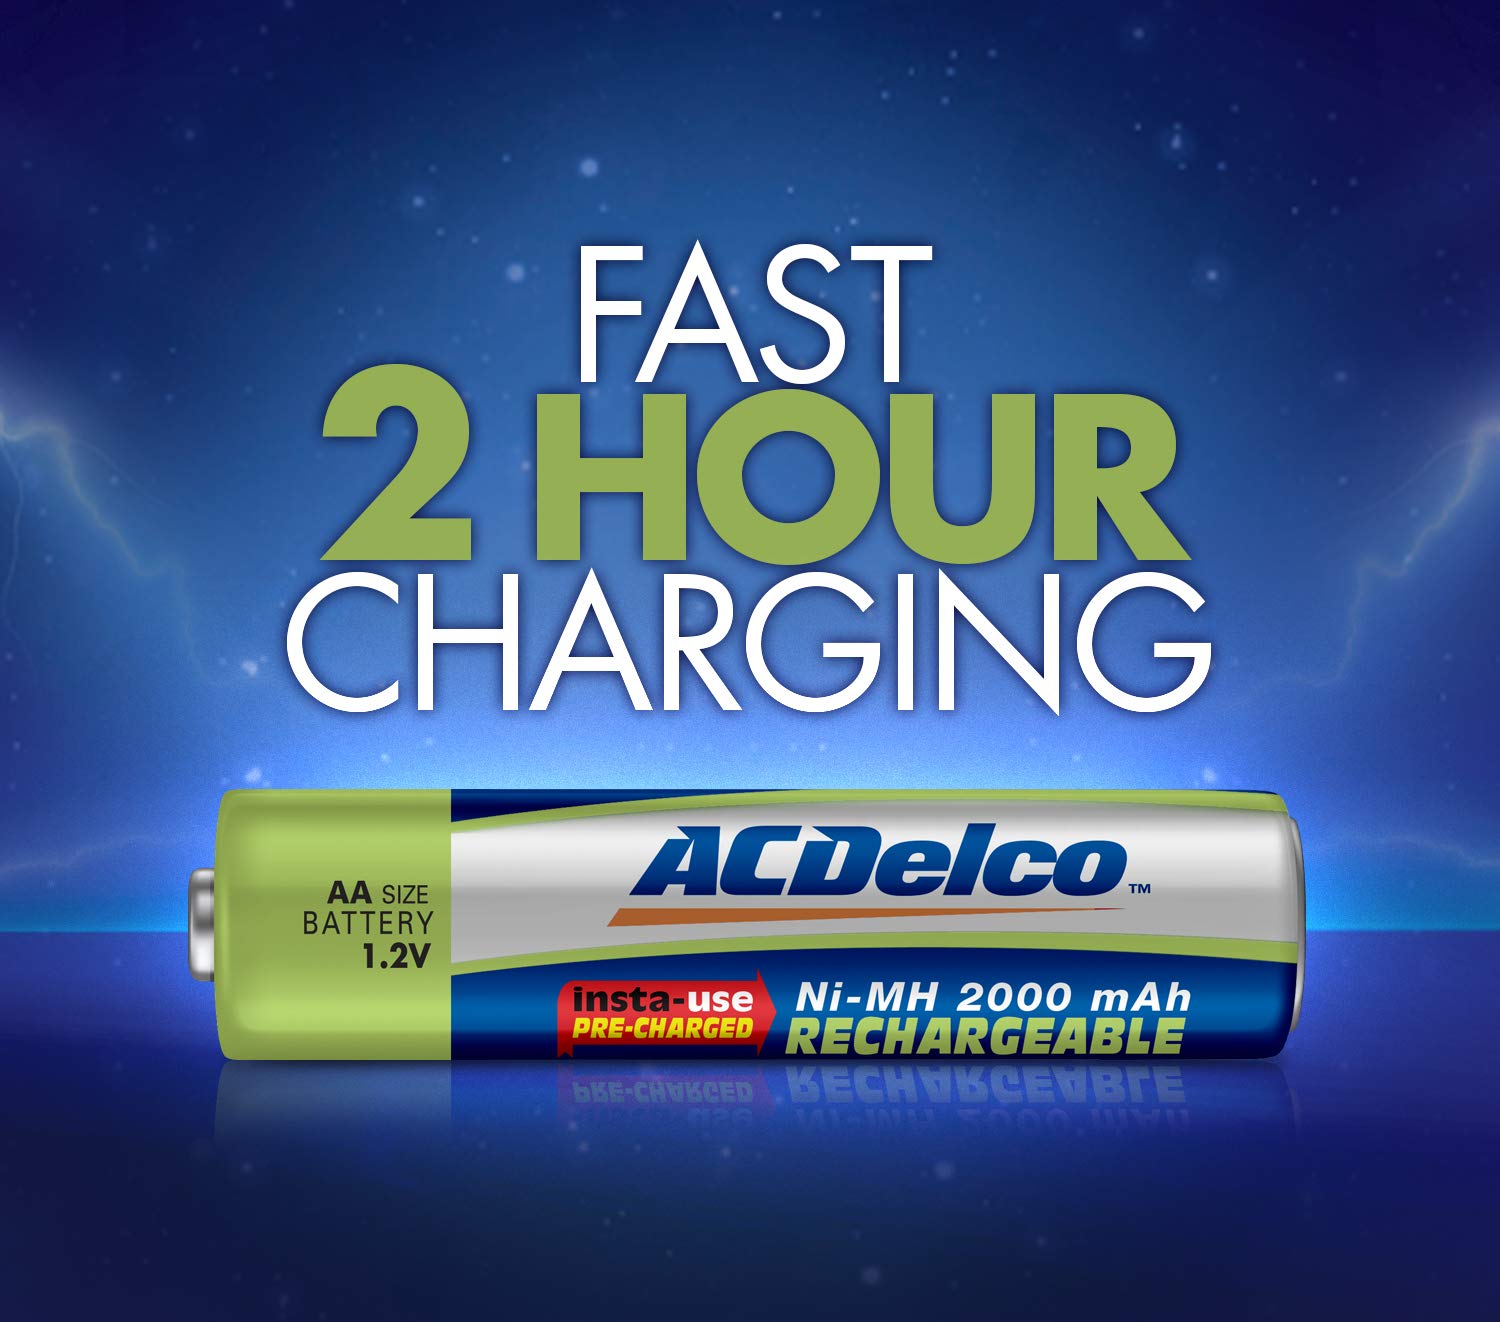 FAST
2 HOUR
CHARGING
AA SIZE
BATTERY
1.2V
ACDelco™
insta-use
PRE-CHARGED
Ni-MH 2000 mAh
RECHARGEABLE